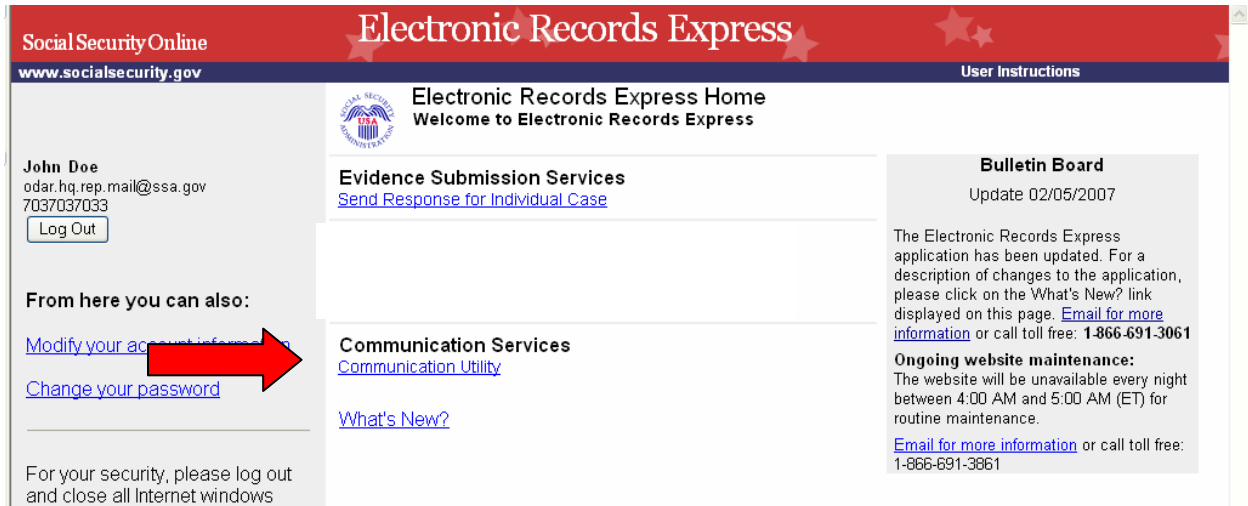 Social Security Online
Electronic Records Express
www.socialsecurity.gov
User Instructions
SOCIAL SECURITY
USA
ADMINISTRATION
Electronic Records Express Home
Welcome to Electronic Records Express
John Doe
odar.hq.rep.mail@ssa.gov
7037037033
Log Out
From here you can also:
Modify your account information
Change your password
For your security, please log out
and close all Internet windows
Evidence Submission Services
Send Response for Individual Case
Communication Services
Communication Utility
What's New?
Bulletin Board
Update 02/05/2007
The Electronic Records Express
application has been updated. For a
description of changes to the application,
please click on the What's New? link
displayed on this page. Email for more
information or call toll free: 1-866-691-3061
Ongoing website maintenance:
The website will be unavailable every night
between 4:00 AM and 5:00 AM (ET) for
routine maintenance.
Email for more information or call toll free:
1-866-691-3861